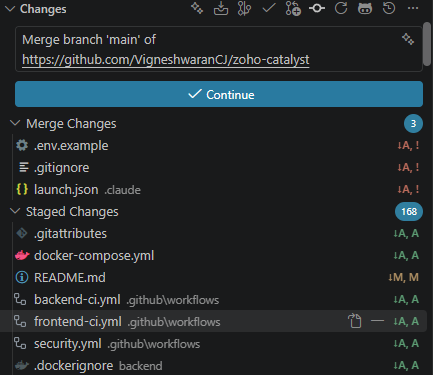 Changes
Merge branch 'main' of
https://github.com/VigneshwaranCJ/zoho-catalyst
Continue
Merge Changes 3
.env.example ↓A, !
.gitignore ↓A, !
launch.json .claude ↓A, !
Staged Changes 168
.gitattributes ↓A, A
docker-compose.yml ↓A, A
README.md ↓M, M
backend-ci.yml .github\workflows ↓A, A
frontend-ci.yml .github\workflows ↓A, A
security.yml .github\workflows ↓A, A
.dockerignore backend ↓A, A